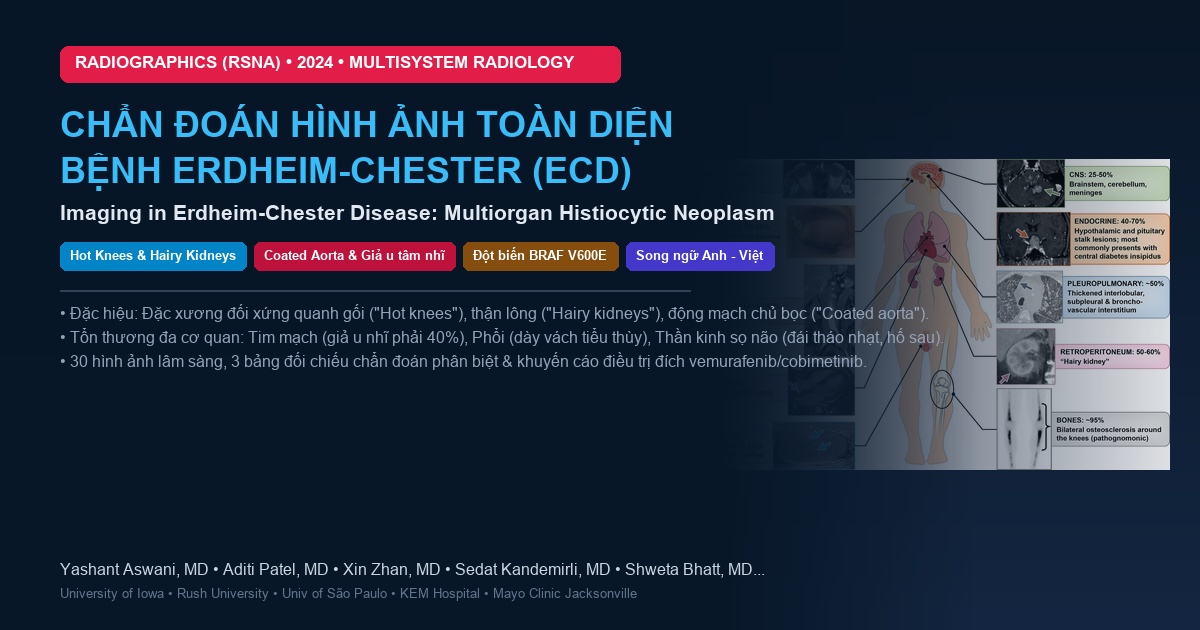 RADIOGRAPHICS (RSNA) • 2024 • MULTISYSTEM RADIOLOGY
CHẨN ĐOÁN HÌNH ẢNH TOÀN DIỆN
BỆNH ERDHEIM-CHESTER (ECD)
Imaging in Erdheim-Chester Disease: Multiorgan Histiocytic Neoplasm
Hot Knees & Hairy Kidneys
Coated Aorta & Giả u tâm nhĩ
Đột biến BRAF V600E
Song ngữ Anh - Việt
• Đặc hiệu: Đặc xương đối xứng quanh gối ("Hot knees"), thận lông ("Hairy kidneys"), động mạch chủ bọc ("Coated aorta").
• Tổn thương đa cơ quan: Tim mạch (giả u nhĩ phải 40%), Phổi (dày vách tiểu thùy), Thần kinh sọ não (đái tháo nhạt, hố sau).
• 30 hình ảnh lâm sàng, 3 bảng đối chiếu chẩn đoán phân biệt & khuyến cáo điều trị đích vemurafenib/cobimetinib.
CNS: 25-50%
Brainstem, cerebellum,
meninges
ENDOCRINE: 40-70%
Hypothalamic and pituitary
stalk lesions; most
commonly presents with
central diabetes insipidus
PLEUROPULMONARY: ~50%
Thickened interlobular,
subpleural & broncho-
vascular interstitium
RETROPERITONEUM: 50-60%
"Hairy kidney"
BONES: ~95%
Bilateral osteosclerosis around
the knees (pathognomonic)
Yashant Aswani, MD • Aditi Patel, MD • Xin Zhan, MD • Sedat Kandemirli, MD • Shweta Bhatt, MD...
University of Iowa • Rush University • Univ of São Paulo • KEM Hospital • Mayo Clinic Jacksonville